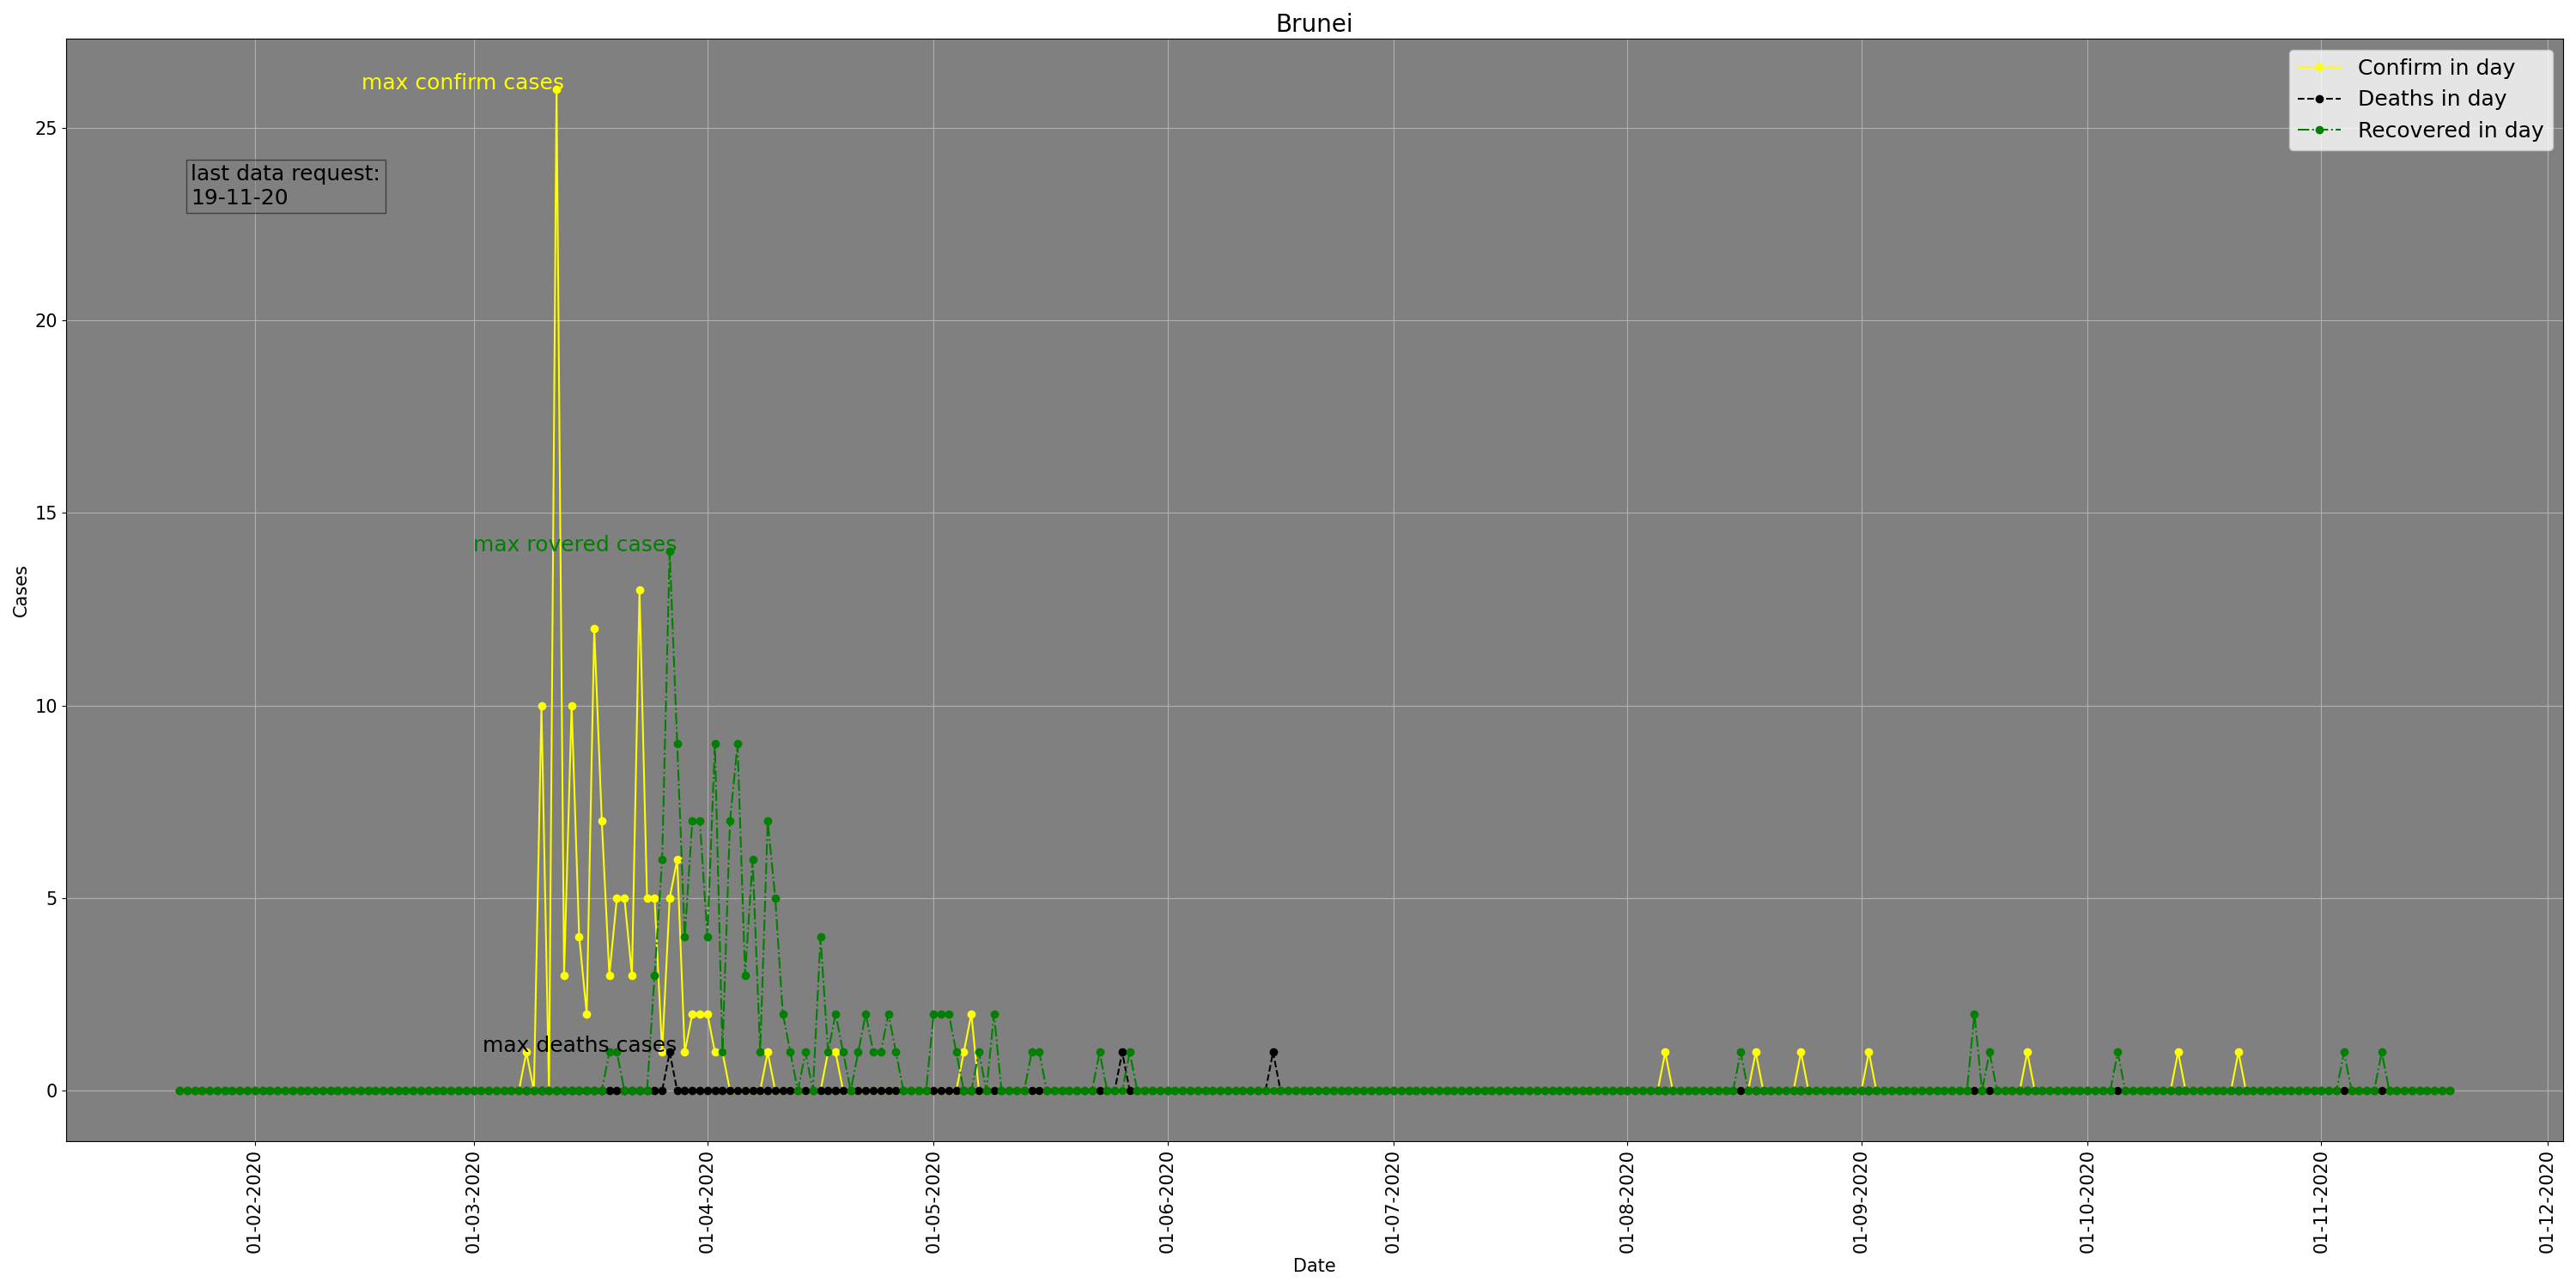 Brunei
max confirm cases
Confirm in day
Deaths in day
Recovered in day
last data request:
19-11-20
max rovered cases
max deaths cases
Cases
25
20
15
10
5
0
01-02-2020
01-03-2020
01-04-2020
01-05-2020
01-06-2020
01-07-2020
01-08-2020
01-09-2020
01-10-2020
01-11-2020
01-12-2020
Date